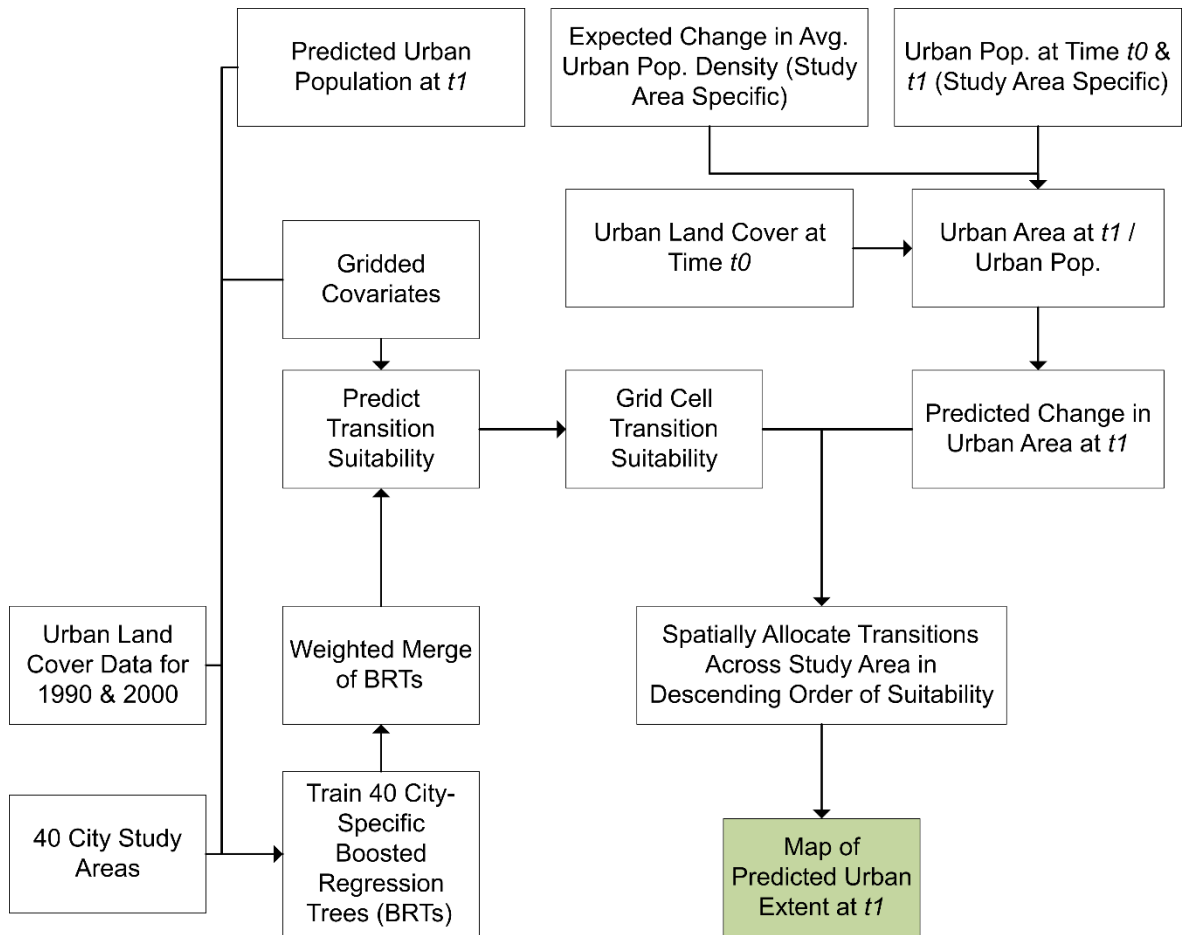 Predicted Urban
Population at t1
Expected Change in Avg.
Urban Pop. Density (Study
Area Specific)
Urban Pop. at Time t0 &
t1 (Study Area Specific)
Gridded
Covariates
Urban Land Cover at
Time t0
Urban Area at t1 /
Urban Pop.
Predict
Transition
Suitability
Grid Cell
Transition
Suitability
Predicted Change in
Urban Area at t1
Urban Land
Cover Data for
1990 & 2000
Weighted Merge
of BRTs
Spatially Allocate Transitions
Across Study Area in
Descending Order of Suitability
40 City Study
Areas
Train 40 City-
Specific
Boosted
Regression
Trees (BRTs)
Map of
Predicted Urban
Extent at t1